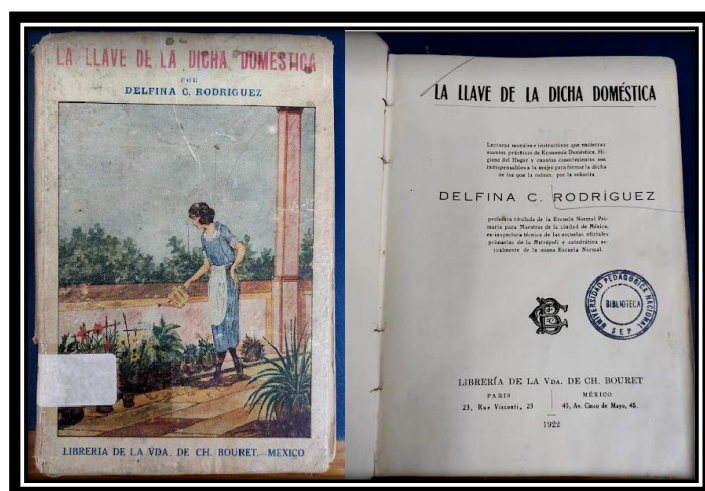 LA LLAVE DE LA DICHA DOMESTICA
POR
DELFINA C. RODRIGUEZ
LIBRERIA DE LA VDA. DE CH. BOURET.-MEXICO
LA LLAVE DE LA DICHA DOMÉSTICA
Lecturas morales e instructivas que encierran
asuntos prácticos de Economía Doméstica, Hi-
giene del Hogar y cuantos conocimientos son
indispensables a la mujer para formar la dicha
de los que la rodean, por la señorita
DELFINA C. RODRÍGUEZ
profesora titulada de la Escuela Normal Pri-
maria para Maestras de la ciudad de México,
ex-inspectora técnica de las escuelas oficiales
primarias de la Metrópoli y catedrática ac-
tualmente de la misma Escuela Normal.
UNIVERSIDAD PEDAGOGICA NACIONAL
BIBLIOTECA
S E P
LIBRERÍA DE LA VDA. DE CH. BOURET
PARIS
23, Rue Visconti, 23
MÉXICO
45, Av. Cinco de Mayo, 45.
1922